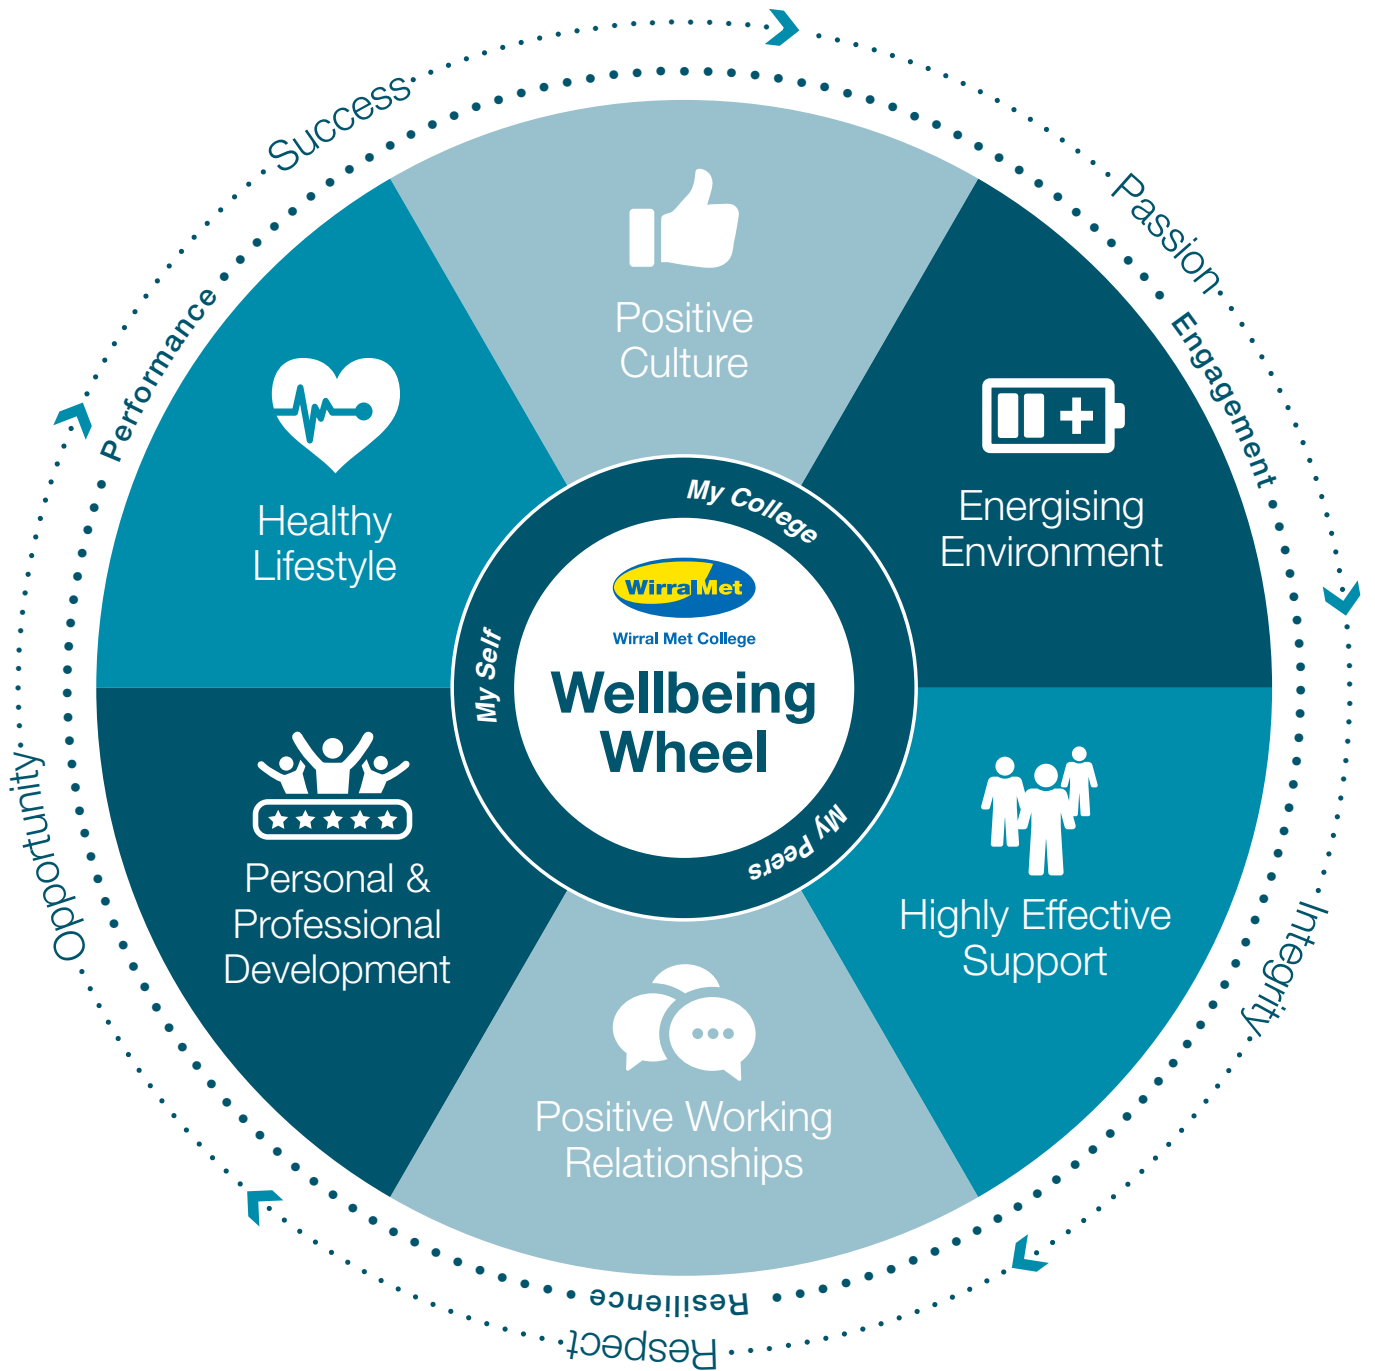 Success
Passion
Integrity
Respect
Opportunity
Performance
Engagement
Resilience
Positive
Culture
Energising
Environment
Highly Effective
Support
Positive Working
Relationships
Personal &
Professional
Development
Healthy
Lifestyle
My College
My Peers
My Self
WirralMet
Wirral Met College
Wellbeing
Wheel